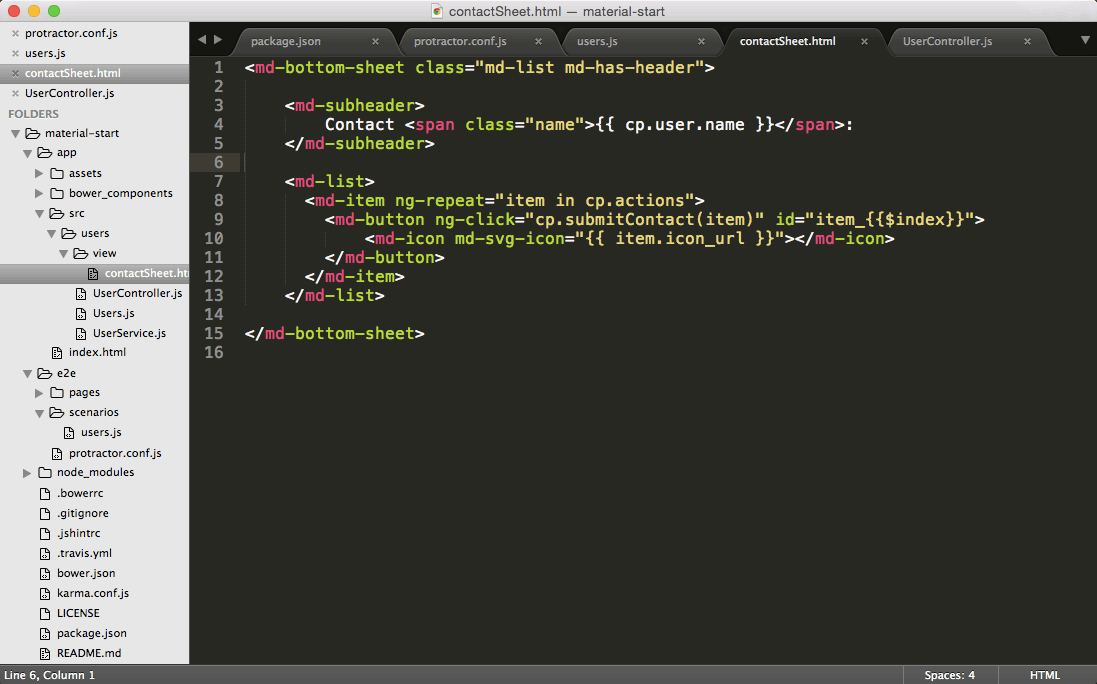 contactSheet.html — material-start
protractor.conf.js
users.js
contactSheet.html
UserController.js
FOLDERS
material-start
app
assets
bower_components
src
users
view
contactSheet.ht
UserController.js
Users.js
UserService.js
index.html
e2e
pages
scenarios
users.js
protractor.conf.js
node_modules
.bowerrc
.gitignore
.jshintrc
.travis.yml
bower.json
karma.conf.js
LICENSE
package.json
README.md
package.json protractor.conf.js users.js contactSheet.html UserController.js
1 <md-bottom-sheet class="md-list md-has-header">
2
3     <md-subheader>
4         Contact <span class="name">{{ cp.user.name }}</span>:
5     </md-subheader>
6
7     <md-list>
8       <md-item ng-repeat="item in cp.actions">
9         <md-button ng-click="cp.submitContact(item)" id="item_{{$index}}">
10             <md-icon md-svg-icon="{{ item.icon_url }}"></md-icon>
11         </md-button>
12       </md-item>
13     </md-list>
14
15 </md-bottom-sheet>
16
Line 6, Column 1 Spaces: 4 HTML